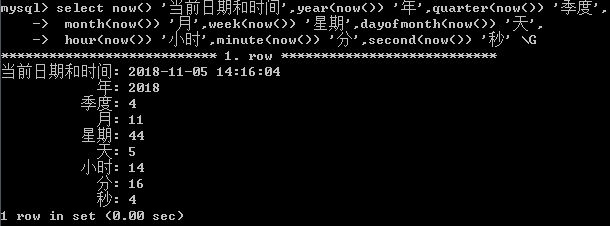 mysql> select now() '当前日期和时间',year(now()) '年',quarter(now()) '季度',
    -> month(now()) '月',week(now()) '星期',dayofmonth(now()) '天',
    -> hour(now()) '小时',minute(now()) '分',second(now()) '秒' \G
*************************** 1. row ***************************
当前日期和时间: 2018-11-05 14:16:04
年: 2018
季度: 4
月: 11
星期: 44
天: 5
小时: 14
分: 16
秒: 4
1 row in set (0.00 sec)